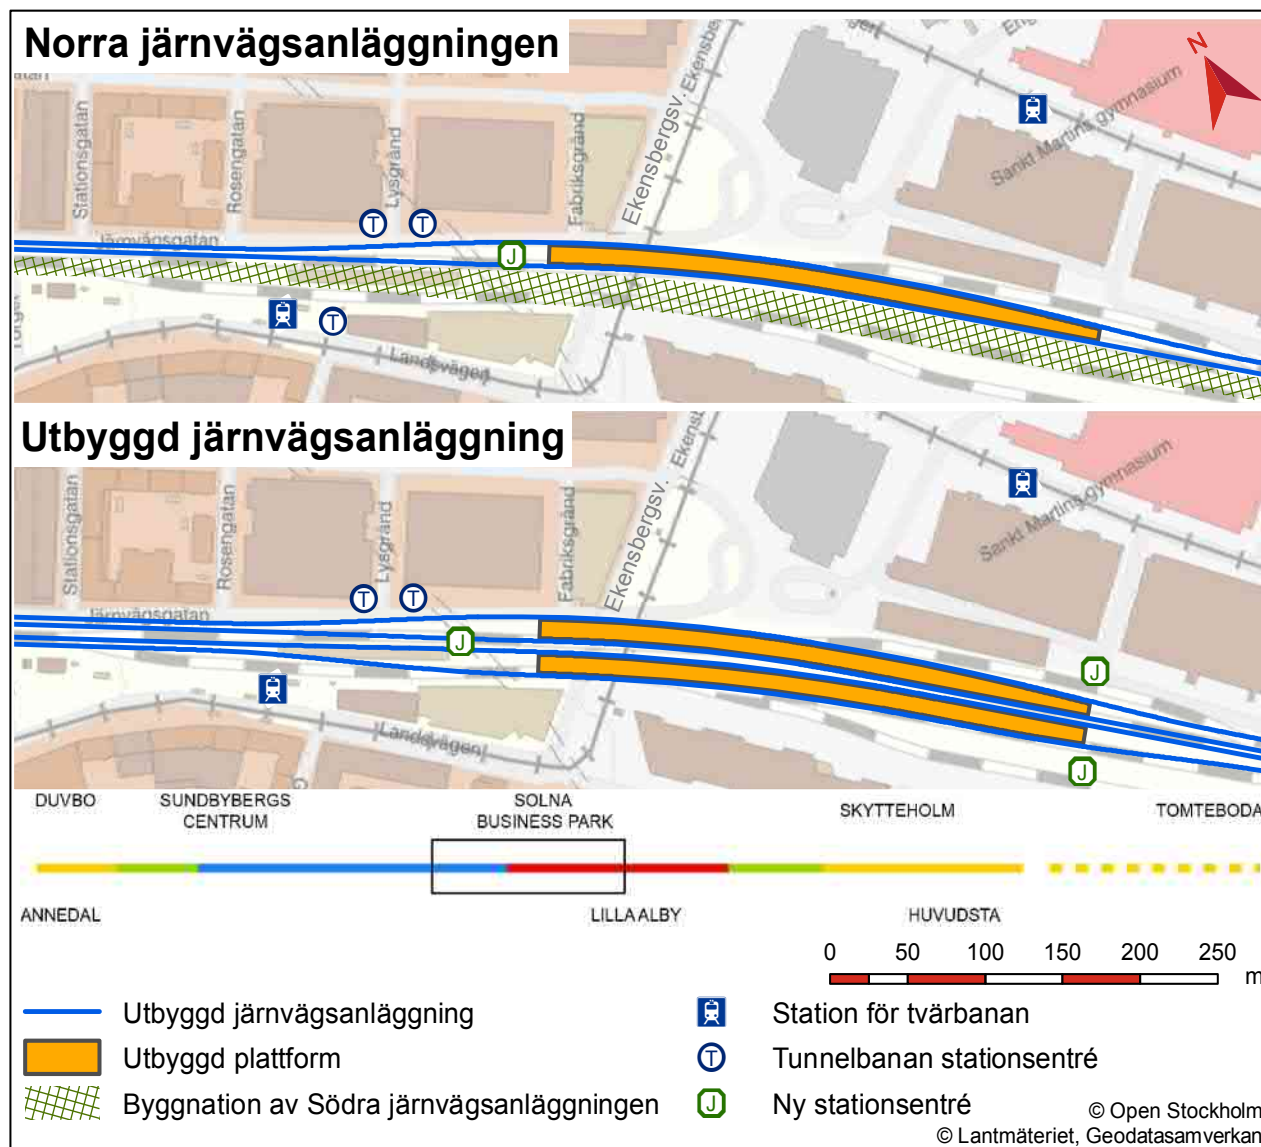 Norra järnvägsanläggningen
N
Stationsgatan
Rosengatan
Lysgränd
Fabriksgränd
Ekensbergsv.
Ekensber
Sankt Martins gymnasium
T
T
Järnvägsgatan
J
T
Landsvägen
Torget
Utbyggd järnvägsanläggning
Stationsgatan
Rosengatan
Lysgränd
Fabriksgränd
Ekensbergsv.
Ekensb
Sankt Martins gymnasium
T
T
Järnvägsgatan
J
J
Landsvägen
G
J
DUVBO
SUNDBYBERGS
CENTRUM
SOLNA
BUSINESS PARK
SKYTTEHOLM
TOMTEBODA
ANNEDAL
LILLA ALBY
HUVUDSTA
0 50 100 150 200 250
m
Utbyggd järnvägsanläggning
Utbyggd plattform
Byggnation av Södra järnvägsanläggningen
Station för tvärbanan
T Tunnelbanan stationsentré
J Ny stationsentré
© Open Stockholm
© Lantmäteriet, Geodatasamverkan